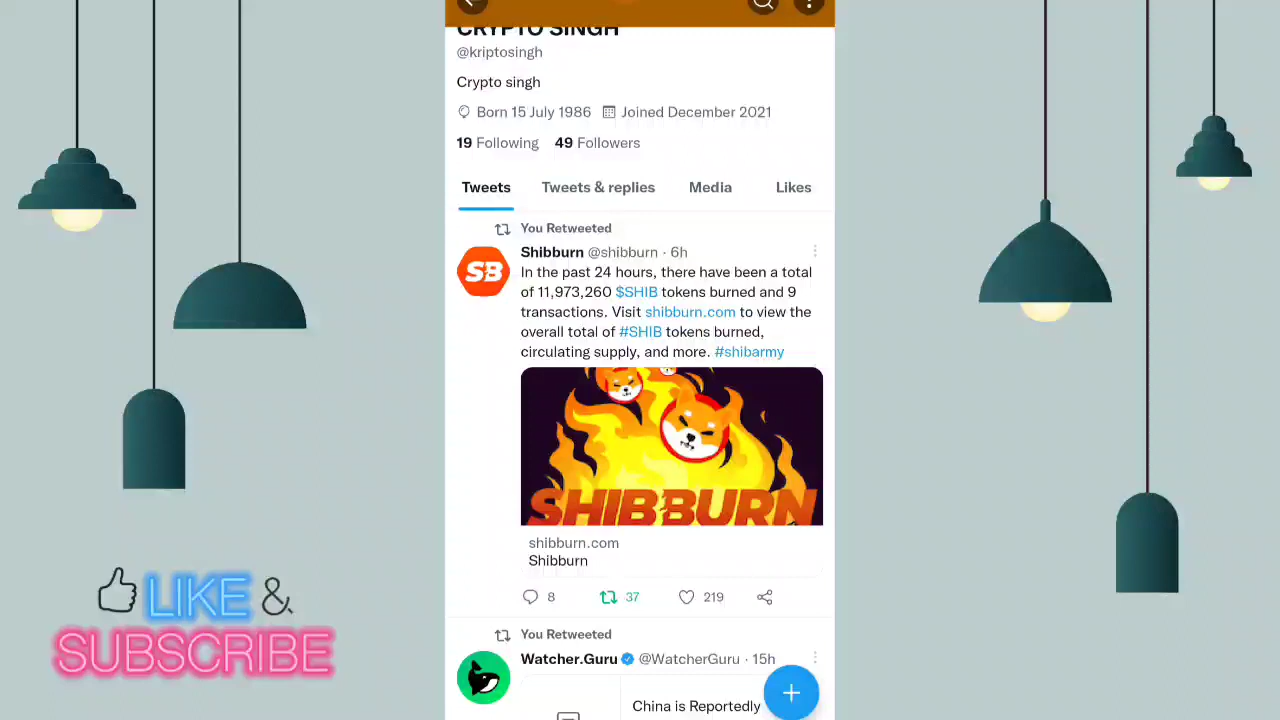 CRYPTO SINGH
@kriptosingh
Crypto singh
Born 15 July 1986 Joined December 2021
19 Following 49 Followers
Tweets Tweets & replies Media Likes
You Retweeted
Shibburn @shibburn · 6h
SB
In the past 24 hours, there have been a total
of 11,973,260 $SHIB tokens burned and 9
transactions. Visit shibburn.com to view the
overall total of #SHIB tokens burned,
circulating supply, and more. #shibarmy
SHIBBURN
shibburn.com
Shibburn
8 37 219
You Retweeted
Watcher.Guru @WatcherGuru · 15h
China is Reportedly
LIKE &
SUBSCRIBE